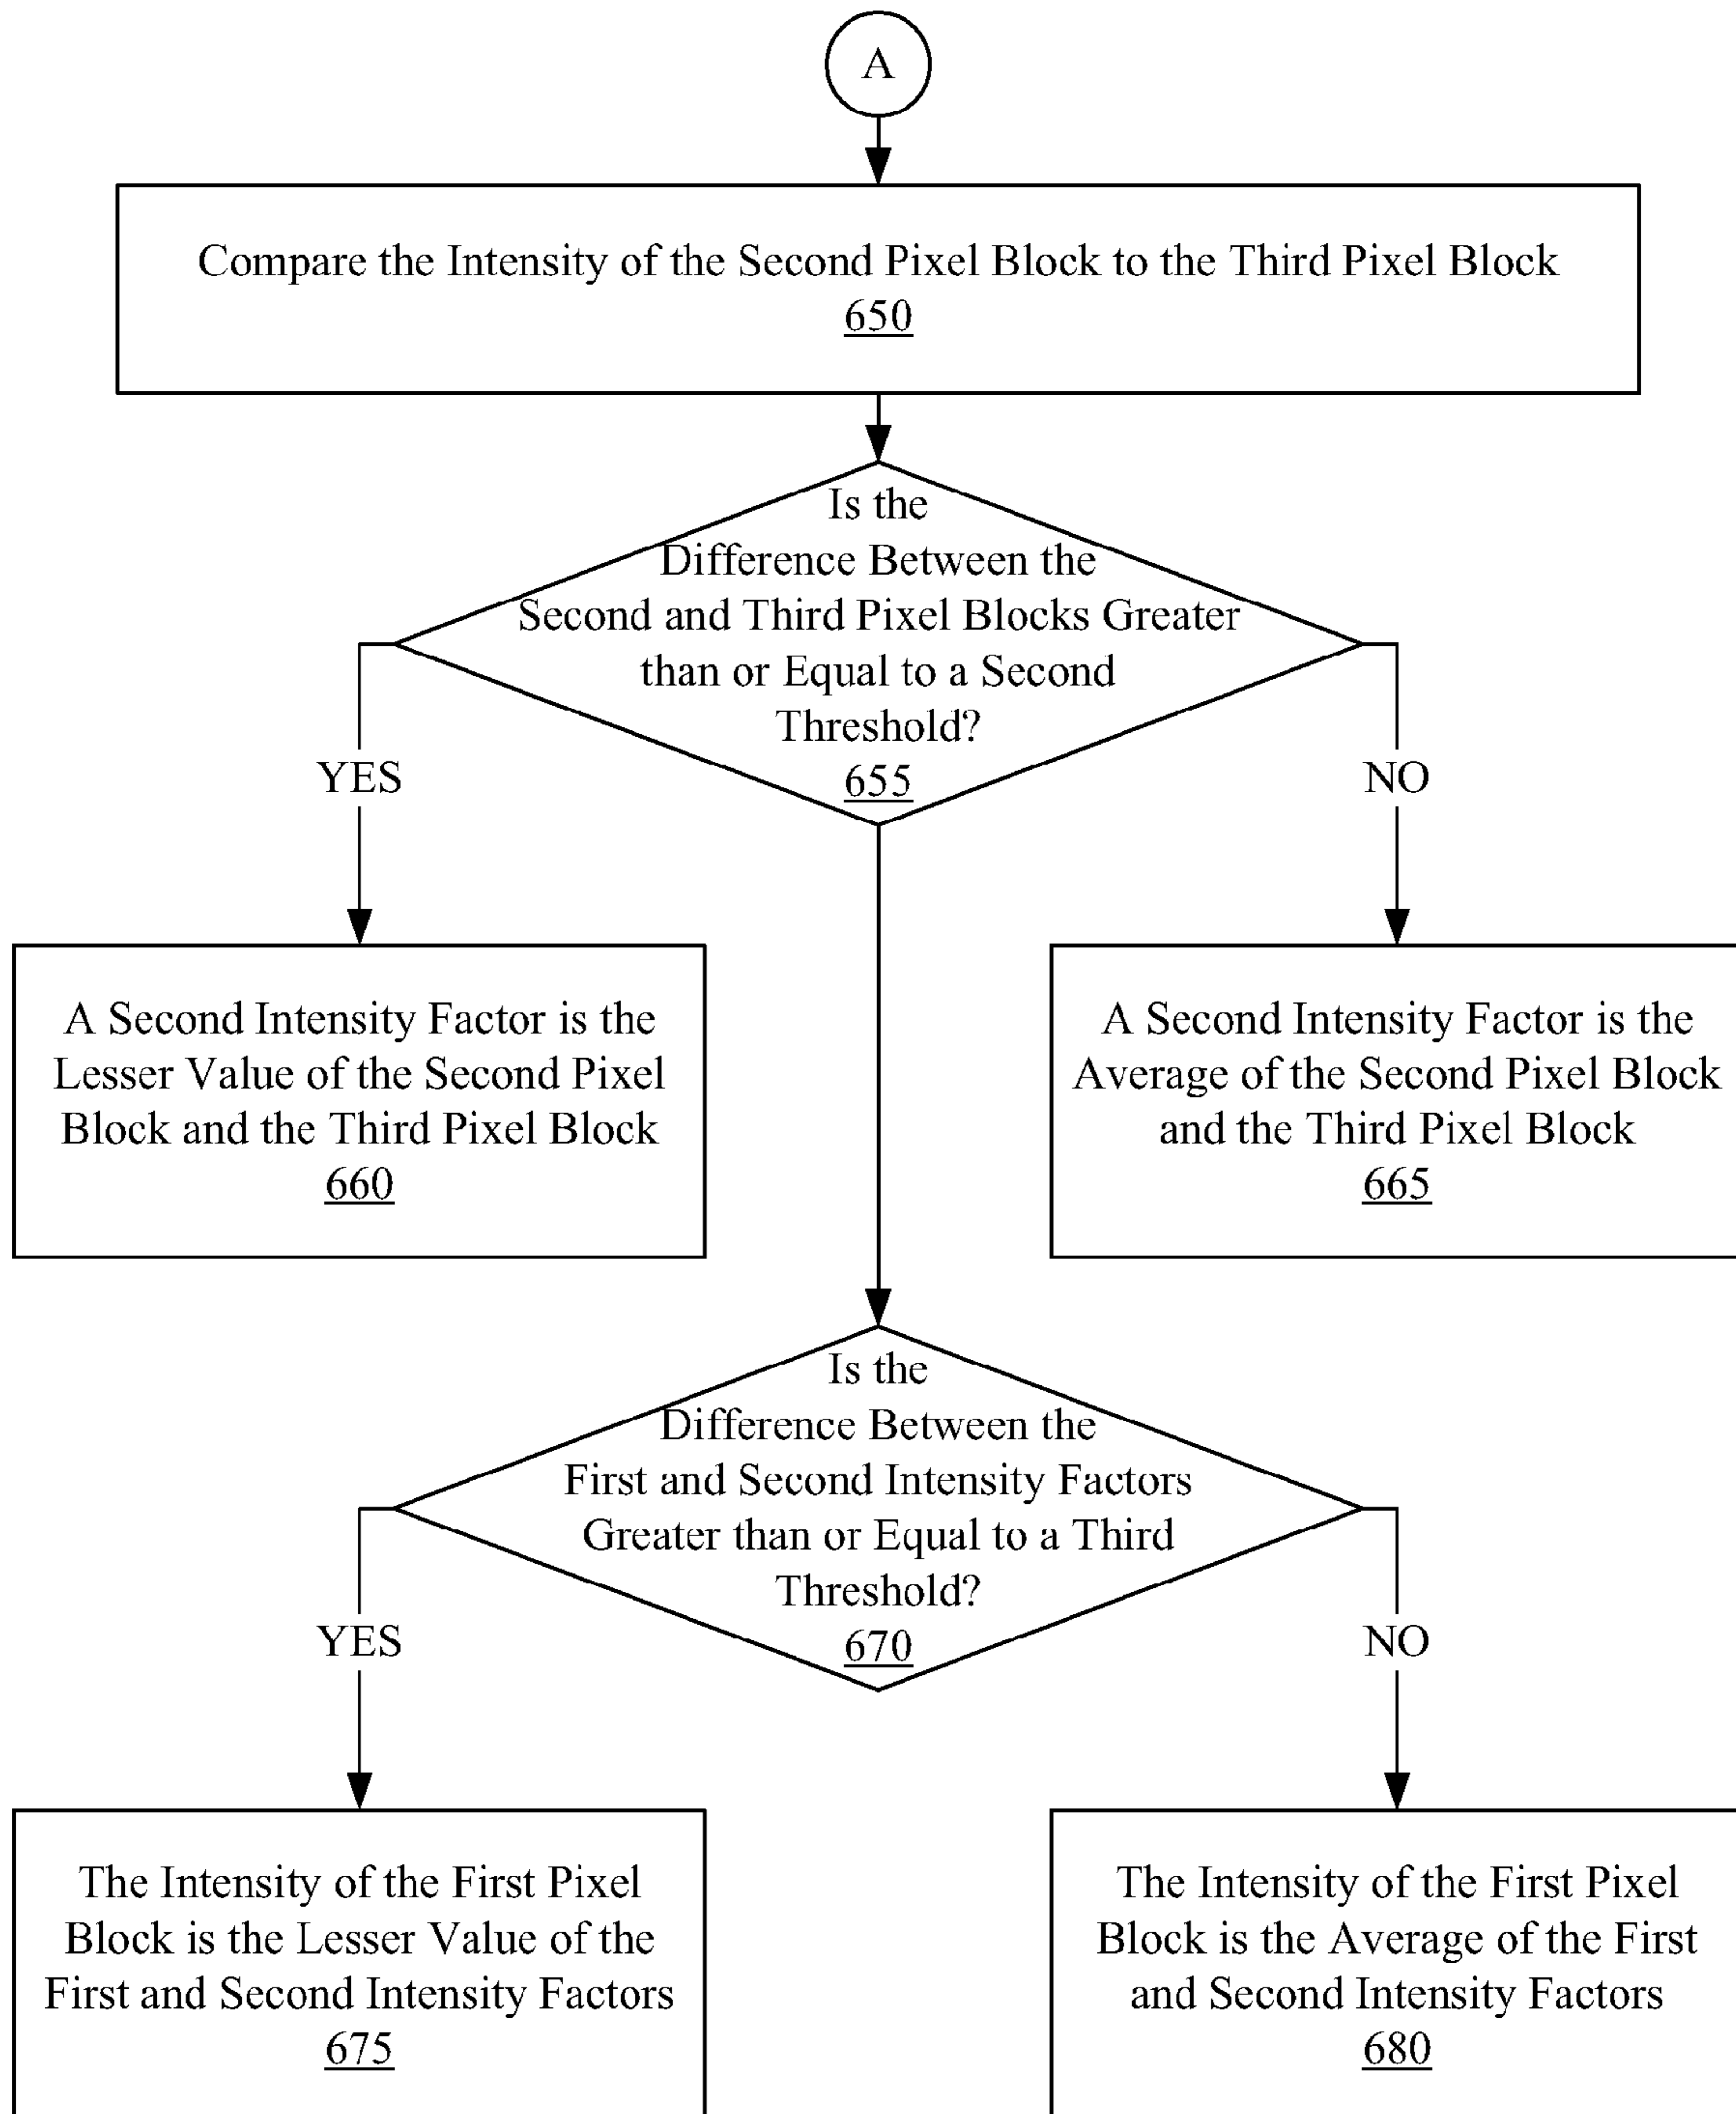 A
Compare the Intensity of the Second Pixel Block to the Third Pixel Block
650
Is the
Difference Between the
Second and Third Pixel Blocks Greater
than or Equal to a Second
Threshold?
655
YES
NO
A Second Intensity Factor is the
Lesser Value of the Second Pixel
Block and the Third Pixel Block
660
A Second Intensity Factor is the
Average of the Second Pixel Block
and the Third Pixel Block
665
Is the
Difference Between the
First and Second Intensity Factors
Greater than or Equal to a Third
Threshold?
670
YES
NO
The Intensity of the First Pixel
Block is the Lesser Value of the
First and Second Intensity Factors
675
The Intensity of the First Pixel
Block is the Average of the First
and Second Intensity Factors
680